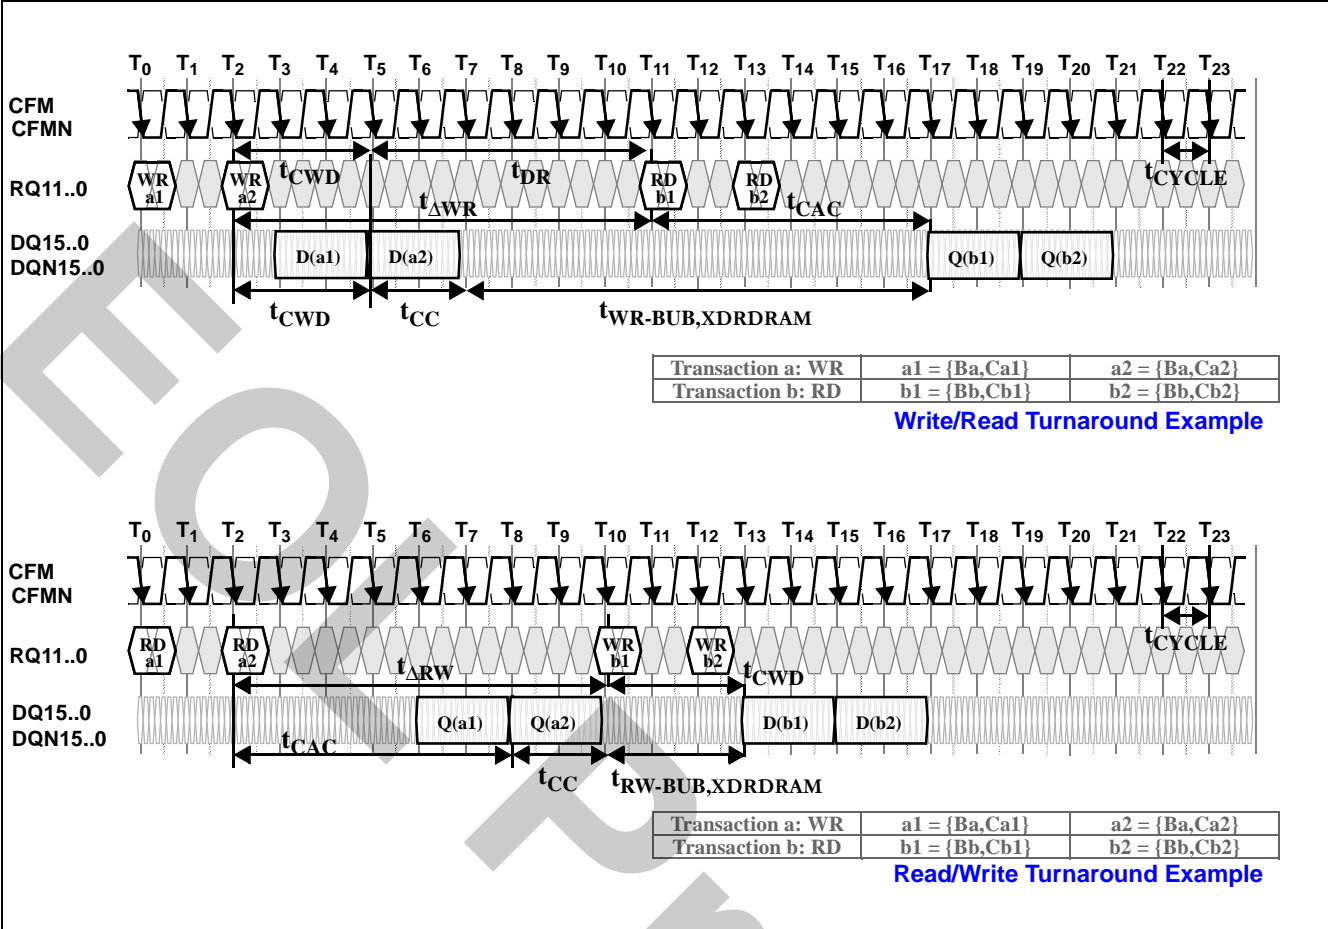 T0 T1 T2 T3 T4 T5 T6 T7 T8 T9 T10 T11 T12 T13 T14 T15 T16 T17 T18 T19 T20 T21 T22 T23
CFM
CFMN
tCWD tDR tCYCLE
RQ11..0 WR a1 WR a2 RD b1 RD b2
tΔWR tCAC
DQ15..0
DQN15..0 D(a1) D(a2) Q(b1) Q(b2)
tCWD tCC tWR-BUB,XDRDRAM
Transaction a: WR a1 = {Ba,Ca1} a2 = {Ba,Ca2}
Transaction b: RD b1 = {Bb,Cb1} b2 = {Bb,Cb2}
Write/Read Turnaround Example
T0 T1 T2 T3 T4 T5 T6 T7 T8 T9 T10 T11 T12 T13 T14 T15 T16 T17 T18 T19 T20 T21 T22 T23
CFM
CFMN
tCYCLE
RQ11..0 RD a1 RD a2 WR b1 WR b2
tΔRW tCWD
DQ15..0
DQN15..0 Q(a1) Q(a2) D(b1) D(b2)
tCAC tCC tRW-BUB,XDRDRAM
Transaction a: WR a1 = {Ba,Ca1} a2 = {Ba,Ca2}
Transaction b: RD b1 = {Bb,Cb1} b2 = {Bb,Cb2}
Read/Write Turnaround Example
EOL Pr